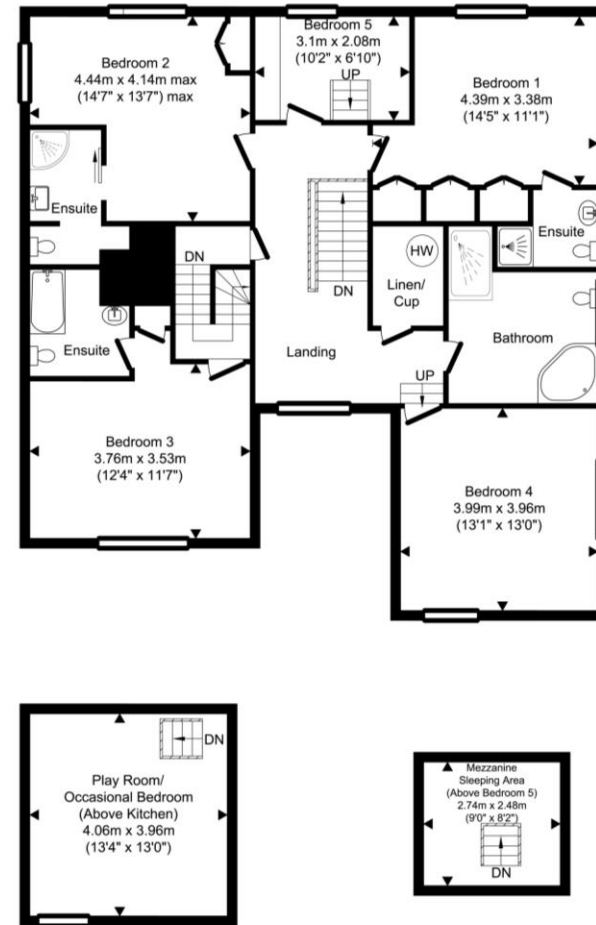 Bedroom 2
4.44m x 4.14m max
(14'7" x 13'7") max
Bedroom 5
3.1m x 2.08m
(10'2" x 6'10")
UP
Bedroom 1
4.39m x 3.38m
(14'5" x 11'1")
Ensuite
DN
DN
HW
Linen/
Cup
Ensuite
Bathroom
Ensuite
Landing
UP
Bedroom 3
3.76m x 3.53m
(12'4" x 11'7")
Bedroom 4
3.99m x 3.96m
(13'1" x 13'0")
DN
Play Room/
Occasional Bedroom
(Above Kitchen)
4.06m x 3.96m
(13'4" x 13'0")
Mezzanine
Sleeping Area
(Above Bedroom 5)
2.74m x 2.48m
(9'0" x 8'2")
DN